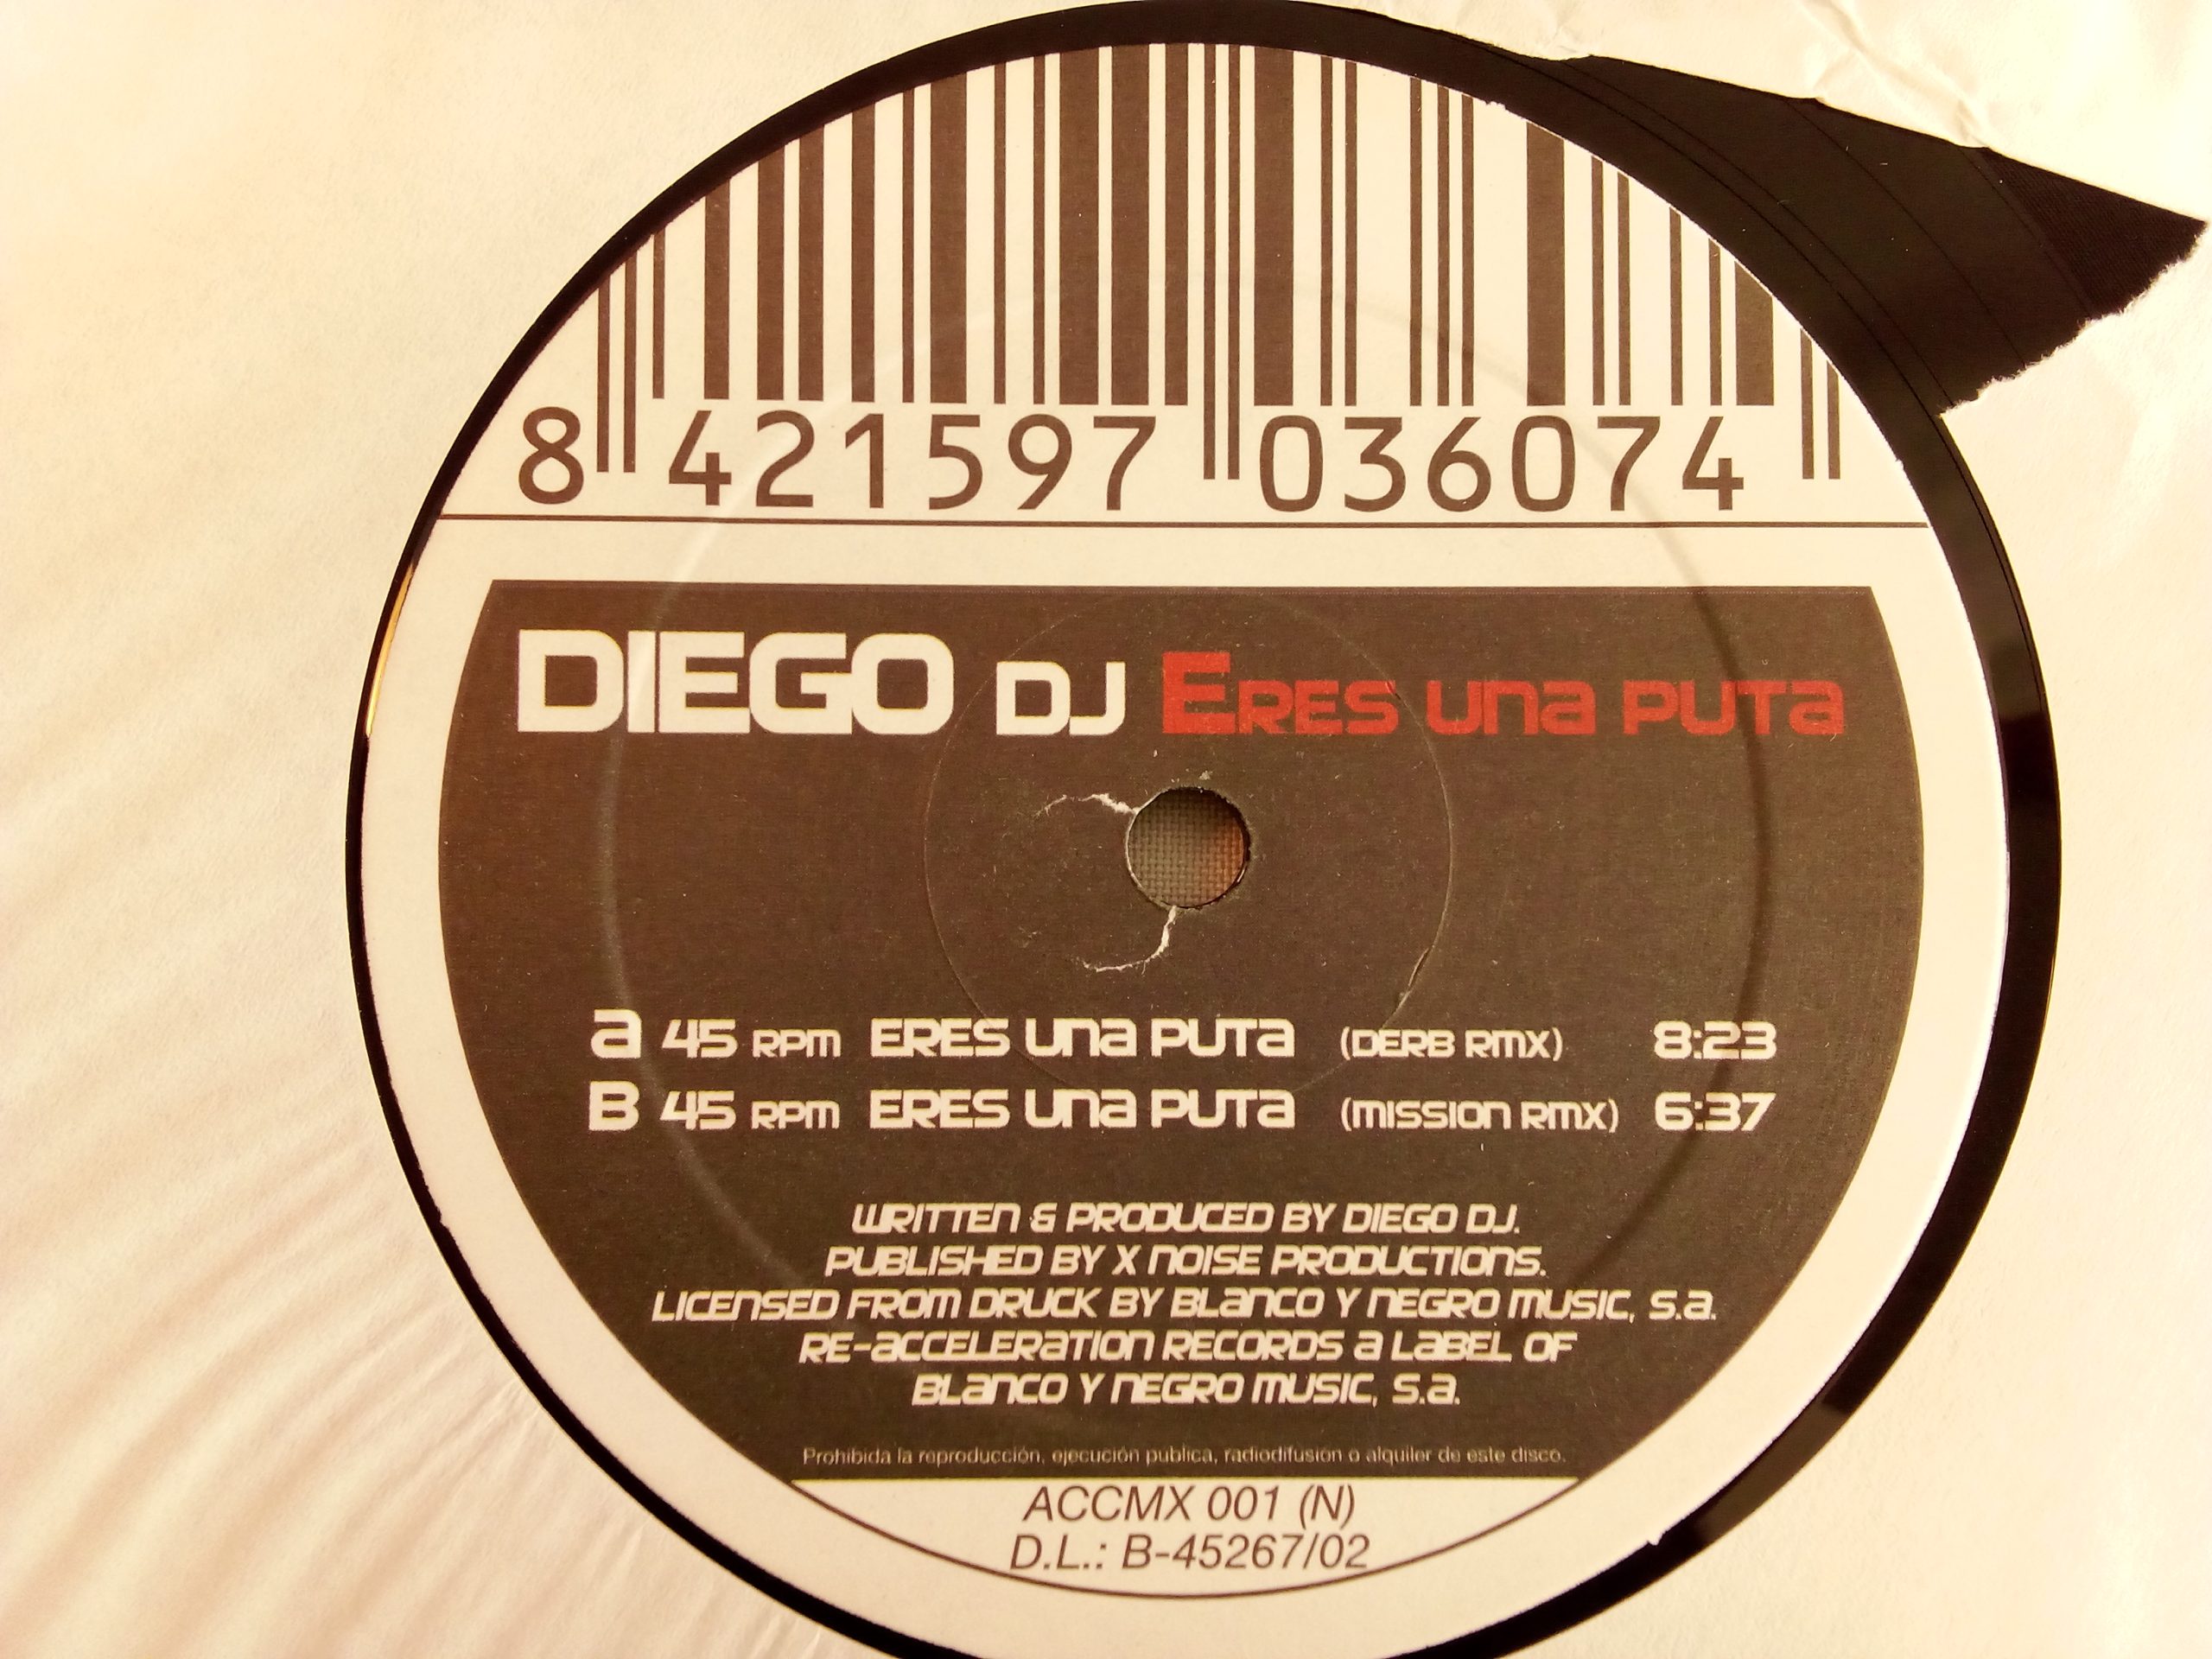 8 421597 036074
DIEGO DJ ERES UNA PUTA
A 45 RPM ERES UNA PUTA (DERB RMX) 8:23
B 45 RPM ERES UNA PUTA (MISSION RMX) 6:37
WRITTEN & PRODUCED BY DIEGO DJ.
PUBLISHED BY X NOISE PRODUCTIONS.
LICENSED FROM DRUCK BY BLANCO Y NEGRO MUSIC, S.A.
RE-ACCELERATION RECORDS A LABEL OF
BLANCO Y NEGRO MUSIC, S.A.
Prohibida la reproducción, ejecución publica, radiodifusión o alquiler de este disco.
ACCMX 001 (N)
D.L.: B-45267/02